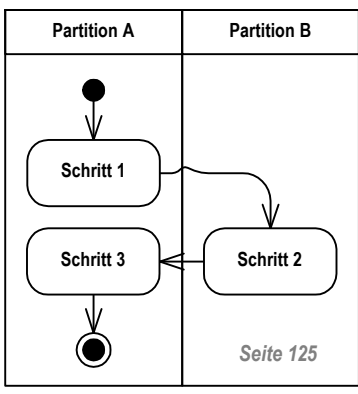 Partition A
Partition B
Schritt 1
Schritt 3
Schritt 2
Seite 125